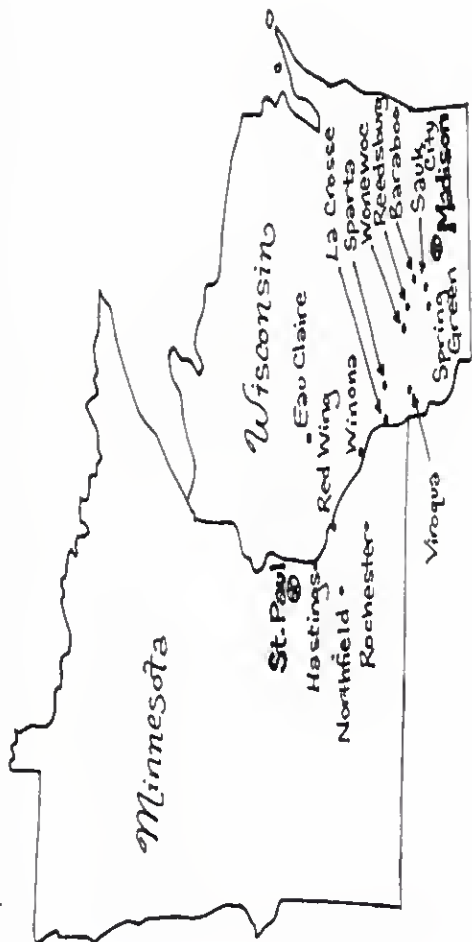 Minnesota
Wisconsin
St. Paul
Hastings
Northfield
Rochester
Eau Claire
Red Wing
Winona
La Crosse
Sparta
Wonewoc
Reedsburg
Baraboo
Sauk
City
Madison
Spring
Green
Viroqua